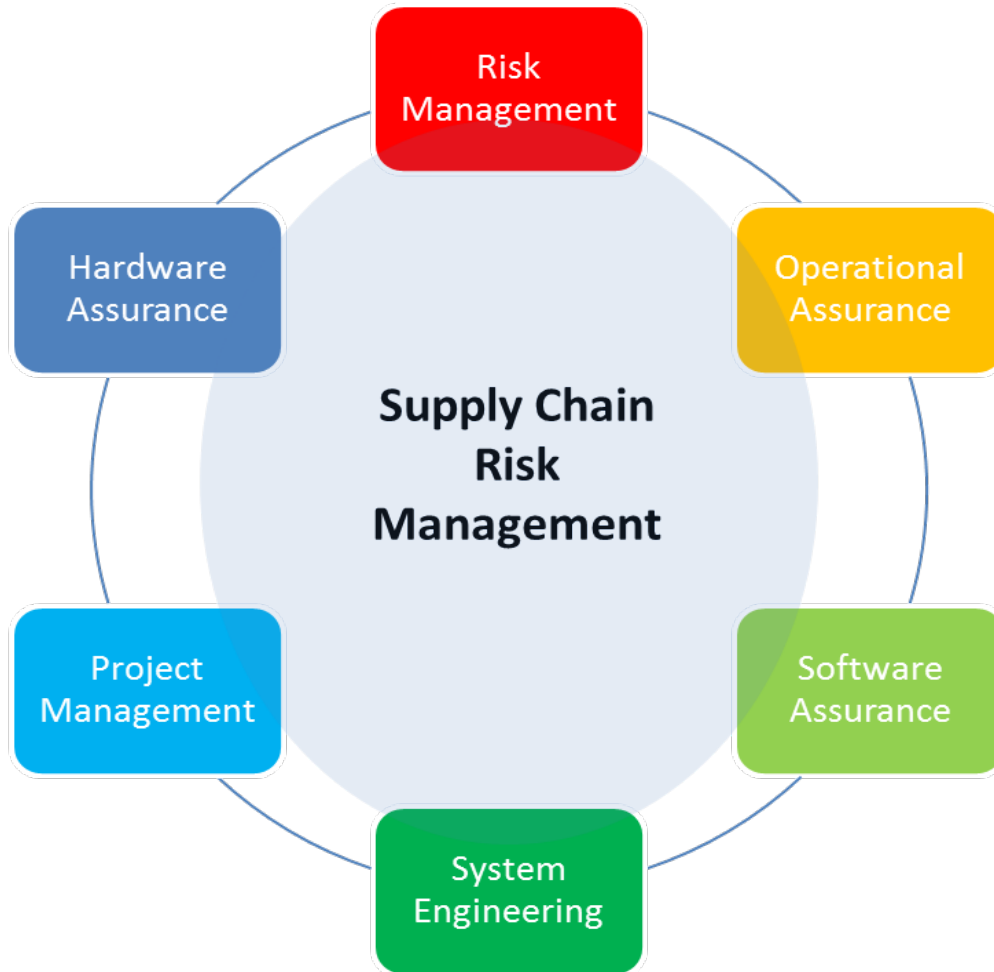 Risk
Management
Hardware
Assurance
Operational
Assurance
Supply Chain
Risk
Management
Project
Management
Software
Assurance
System
Engineering